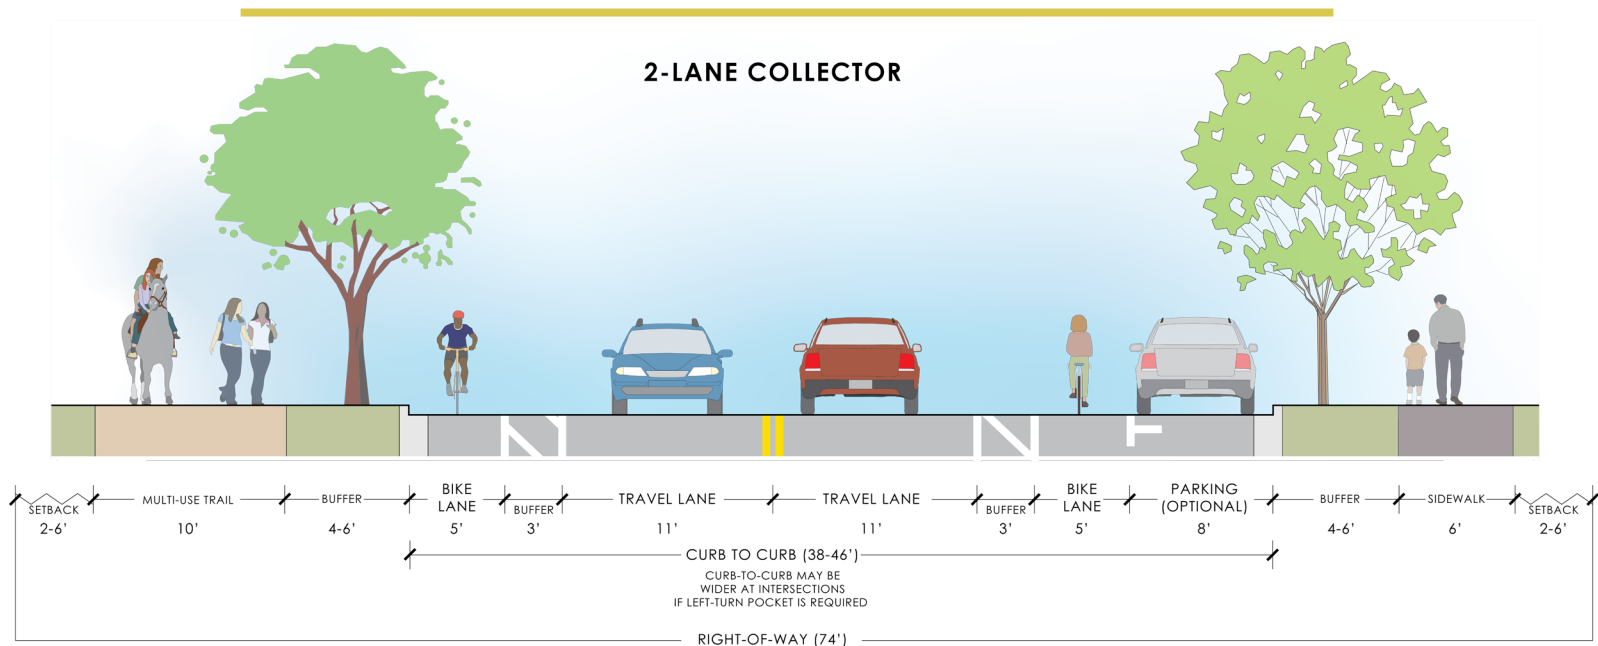 2-LANE COLLECTOR
SETBACK
2-6'
MULTI-USE TRAIL
10'
BUFFER
4-6'
BIKE
LANE
5'
BUFFER
3'
TRAVEL LANE
11'
TRAVEL LANE
11'
BUFFER
3'
BIKE
LANE
5'
PARKING
(OPTIONAL)
8'
BUFFER
4-6'
SIDEWALK
6'
SETBACK
2-6'
CURB TO CURB (38-46')
CURB-TO-CURB MAY BE
WIDER AT INTERSECTIONS
IF LEFT-TURN POCKET IS REQUIRED
RIGHT-OF-WAY (74')